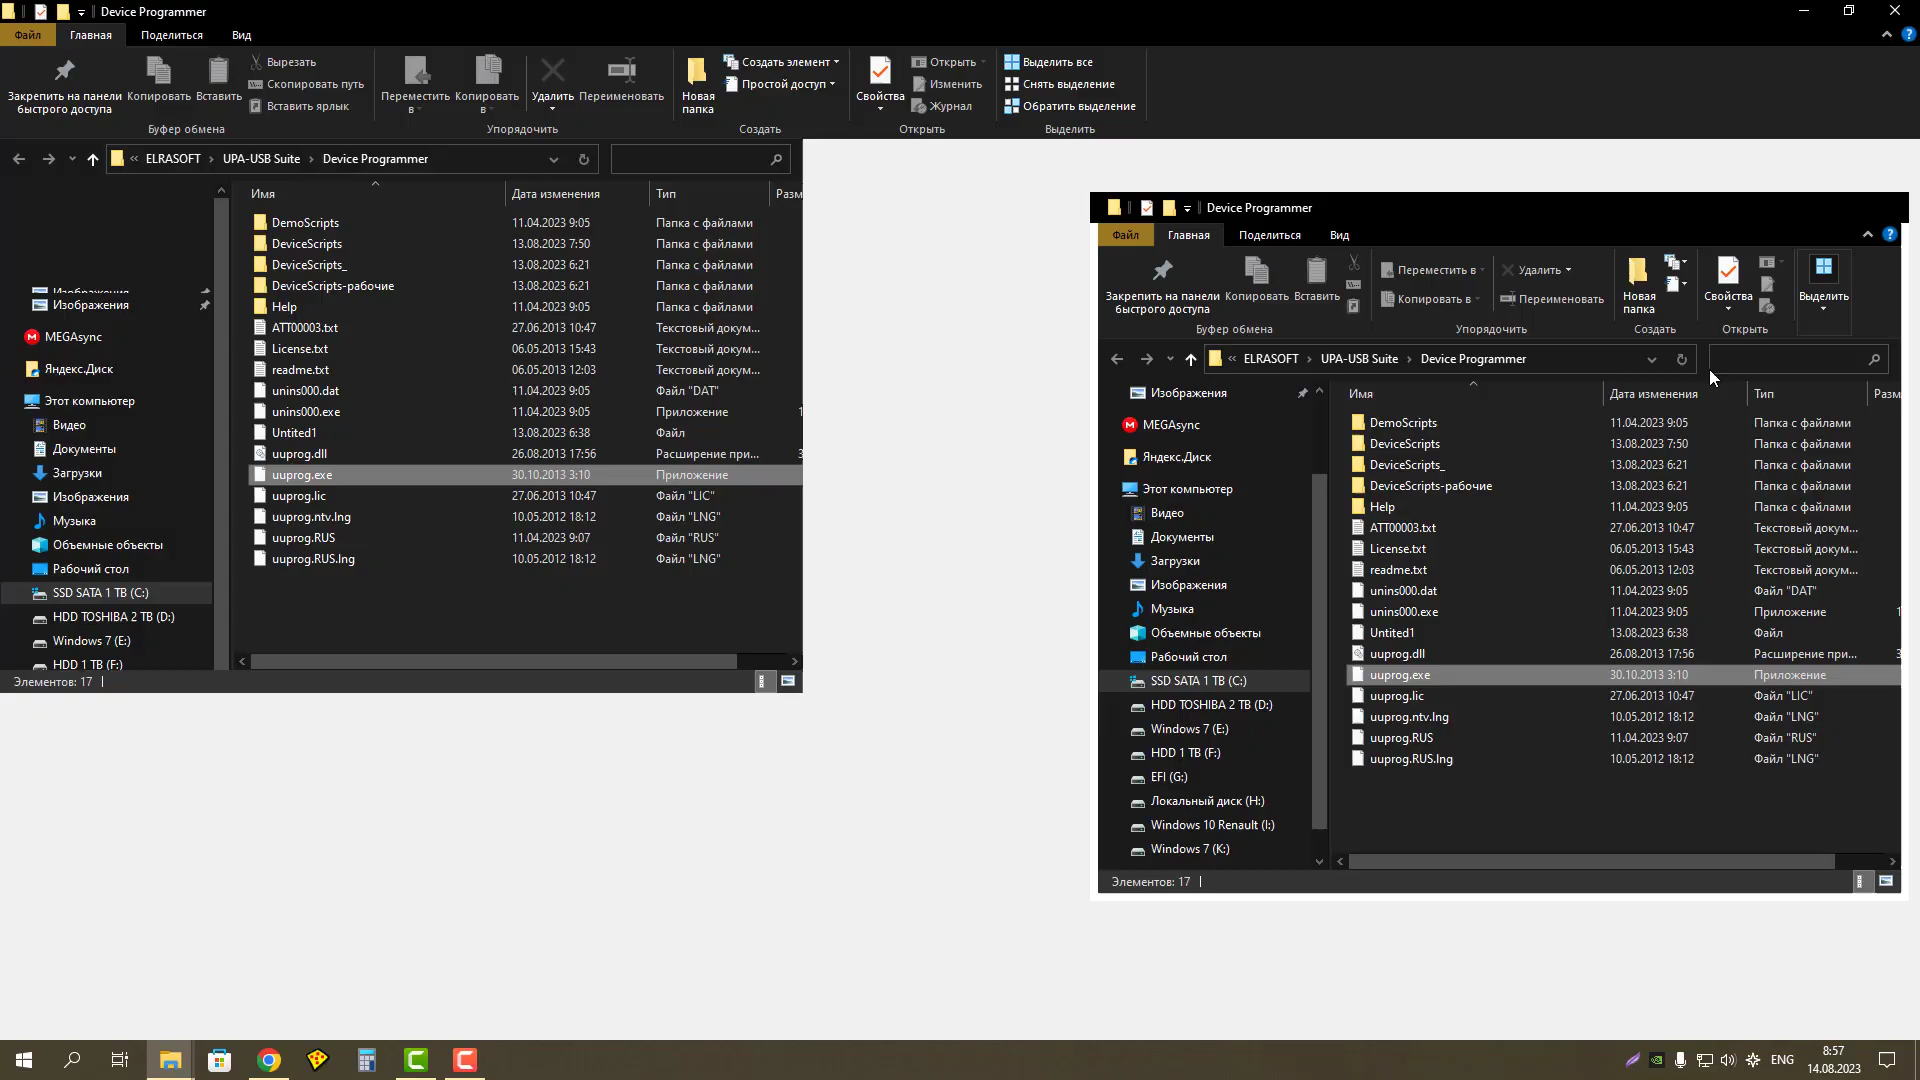 Device Programmer
Файл Главная Поделиться Вид
Закрепить на панели быстрого доступа
Копировать
Вставить
Вырезать
Скопировать путь
Вставить ярлык
Буфер обмена
Переместить в
Копировать в
Удалить
Переименовать
Упорядочить
Новая папка
Создать элемент
Простой доступ
Создать
Свойства
Открыть
Изменить
Журнал
Открыть
Выделить все
Снять выделение
Обратить выделение
Выделить
« ELRASOFT › UPA-USB Suite › Device Programmer
Изображения
MEGAsync
Яндекс.Диск
Этот компьютер
Видео
Документы
Загрузки
Изображения
Музыка
Объемные объекты
Рабочий стол
SSD SATA 1 TB (C:)
HDD TOSHIBA 2 TB (D:)
Windows 7 (E:)
HDD 1 TB (F:)
Имя Дата изменения Тип Разм
DemoScripts 11.04.2023 9:05 Папка с файлами
DeviceScripts 13.08.2023 7:50 Папка с файлами
DeviceScripts_ 13.08.2023 6:21 Папка с файлами
DeviceScripts-рабочие 13.08.2023 6:21 Папка с файлами
Help 11.04.2023 9:05 Папка с файлами
ATT00003.txt 27.06.2013 10:47 Текстовый докум...
License.txt 06.05.2013 15:43 Текстовый докум...
readme.txt 06.05.2013 12:03 Текстовый докум...
unins000.dat 11.04.2023 9:05 Файл "DAT"
unins000.exe 11.04.2023 9:05 Приложение 1
Untited1 13.08.2023 6:38 Файл
uuprog.dll 26.08.2013 17:56 Расширение при... 3
uuprog.exe 30.10.2013 3:10 Приложение
uuprog.lic 27.06.2013 10:47 Файл "LIC"
uuprog.ntv.lng 10.05.2012 18:12 Файл "LNG"
uuprog.RUS 11.04.2023 9:07 Файл "RUS"
uuprog.RUS.lng 10.05.2012 18:12 Файл "LNG"
Элементов: 17
Device Programmer
Файл Главная Поделиться Вид
Закрепить на панели быстрого доступа
Копировать
Вставить
Буфер обмена
Переместить в
Копировать в
Удалить
Переименовать
Упорядочить
Новая папка
Создать
Свойства
Открыть
Выделить
« ELRASOFT › UPA-USB Suite › Device Programmer
Изображения
MEGAsync
Яндекс.Диск
Этот компьютер
Видео
Документы
Загрузки
Изображения
Музыка
Объемные объекты
Рабочий стол
SSD SATA 1 TB (C:)
HDD TOSHIBA 2 TB (D:)
Windows 7 (E:)
HDD 1 TB (F:)
EFI (G:)
Локальный диск (H:)
Windows 10 Renault (I:)
Windows 7 (K:)
Имя Дата изменения Тип Разм
DemoScripts 11.04.2023 9:05 Папка с файлами
DeviceScripts 13.08.2023 7:50 Папка с файлами
DeviceScripts_ 13.08.2023 6:21 Папка с файлами
DeviceScripts-рабочие 13.08.2023 6:21 Папка с файлами
Help 11.04.2023 9:05 Папка с файлами
ATT00003.txt 27.06.2013 10:47 Текстовый докум...
License.txt 06.05.2013 15:43 Текстовый докум...
readme.txt 06.05.2013 12:03 Текстовый докум...
unins000.dat 11.04.2023 9:05 Файл "DAT"
unins000.exe 11.04.2023 9:05 Приложение 1
Untited1 13.08.2023 6:38 Файл
uuprog.dll 26.08.2013 17:56 Расширение при... 3
uuprog.exe 30.10.2013 3:10 Приложение
uuprog.lic 27.06.2013 10:47 Файл "LIC"
uuprog.ntv.lng 10.05.2012 18:12 Файл "LNG"
uuprog.RUS 11.04.2023 9:07 Файл "RUS"
uuprog.RUS.lng 10.05.2012 18:12 Файл "LNG"
Элементов: 17
ENG
8:57
14.08.2023